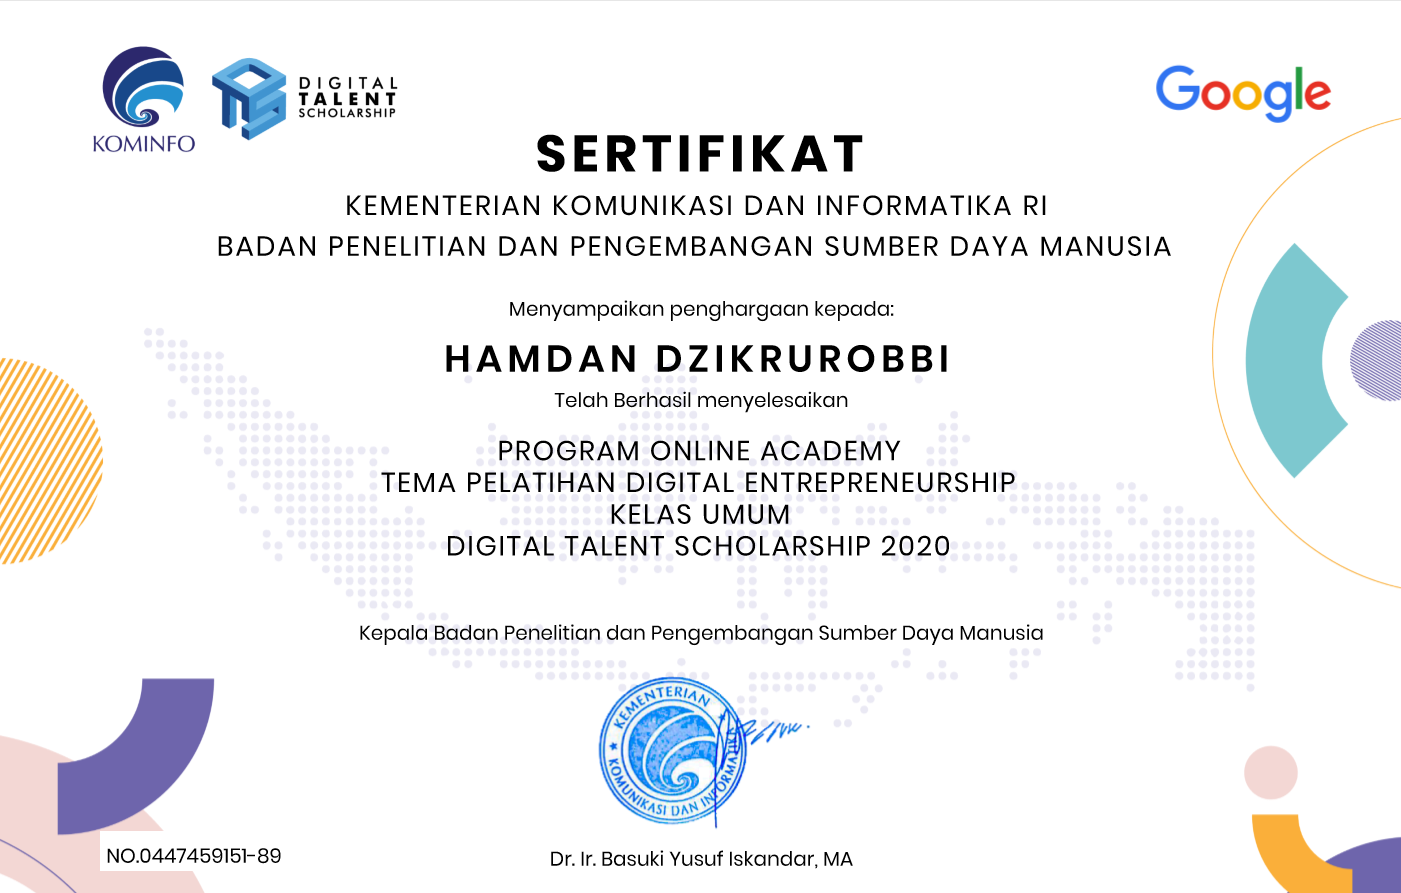 KOMINFO
DIGITAL
TALENT
SCHOLARSHIP
Google
SERTIFIKAT
KEMENTERIAN KOMUNIKASI DAN INFORMATIKA RI
BADAN PENELITIAN DAN PENGEMBANGAN SUMBER DAYA MANUSIA
Menyampaikan penghargaan kepada:
HAMDAN DZIKRUROBBI
Telah Berhasil menyelesaikan
PROGRAM ONLINE ACADEMY
TEMA PELATIHAN DIGITAL ENTREPRENEURSHIP
KELAS UMUM
DIGITAL TALENT SCHOLARSHIP 2020
Kepala Badan Penelitian dan Pengembangan Sumber Daya Manusia
KEMENTERIAN
KOMUNIKASI DAN INFORMATIKA
NO.0447459151-89
Dr. Ir. Basuki Yusuf Iskandar, MA